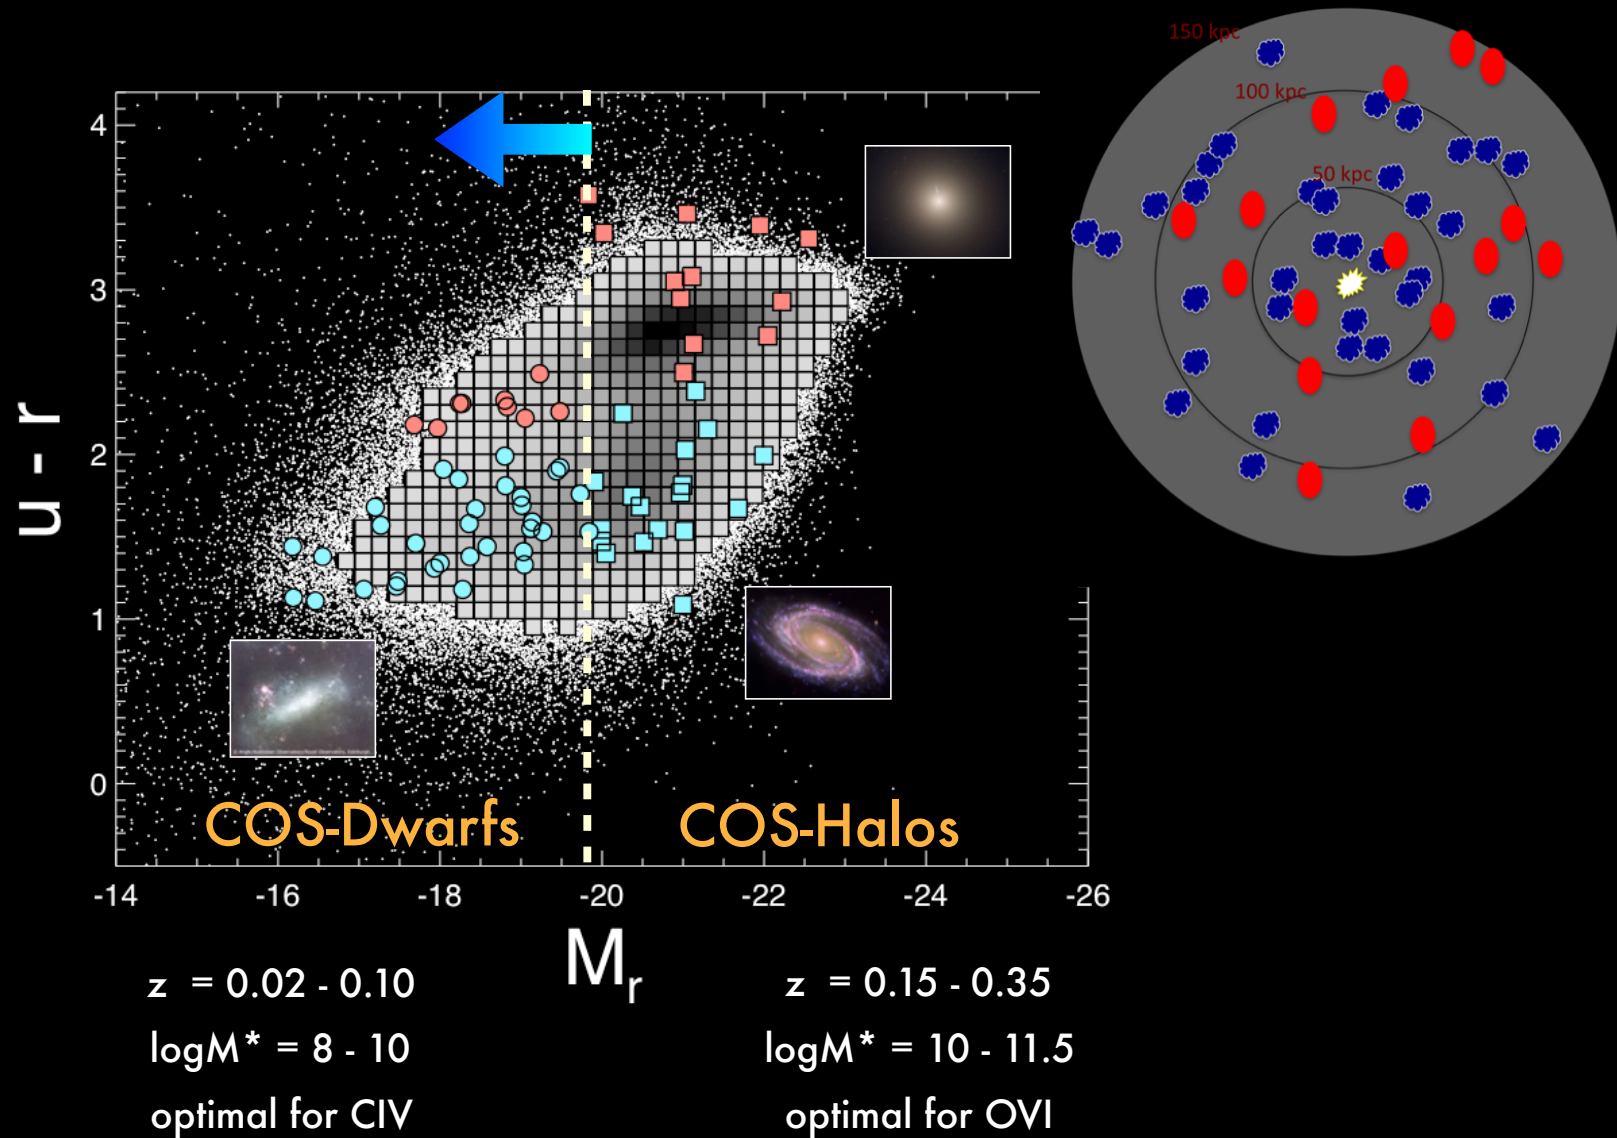 150 kpc
100 kpc
50 kpc
4
3
2
1
0
u - r
COS-Dwarfs
COS-Halos
-14
-16
-18
-20
-22
-24
-26
Mr
z = 0.02 - 0.10
z = 0.15 - 0.35
logM* = 8 - 10
logM* = 10 - 11.5
optimal for CIV
optimal for OVI